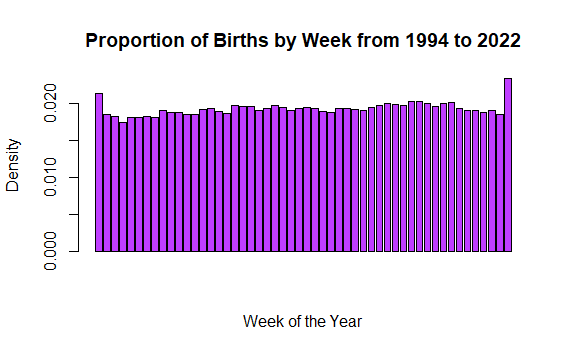 Proportion of Births by Week from 1994 to 2022
Density
0.020
0.010
0.000
Week of the Year